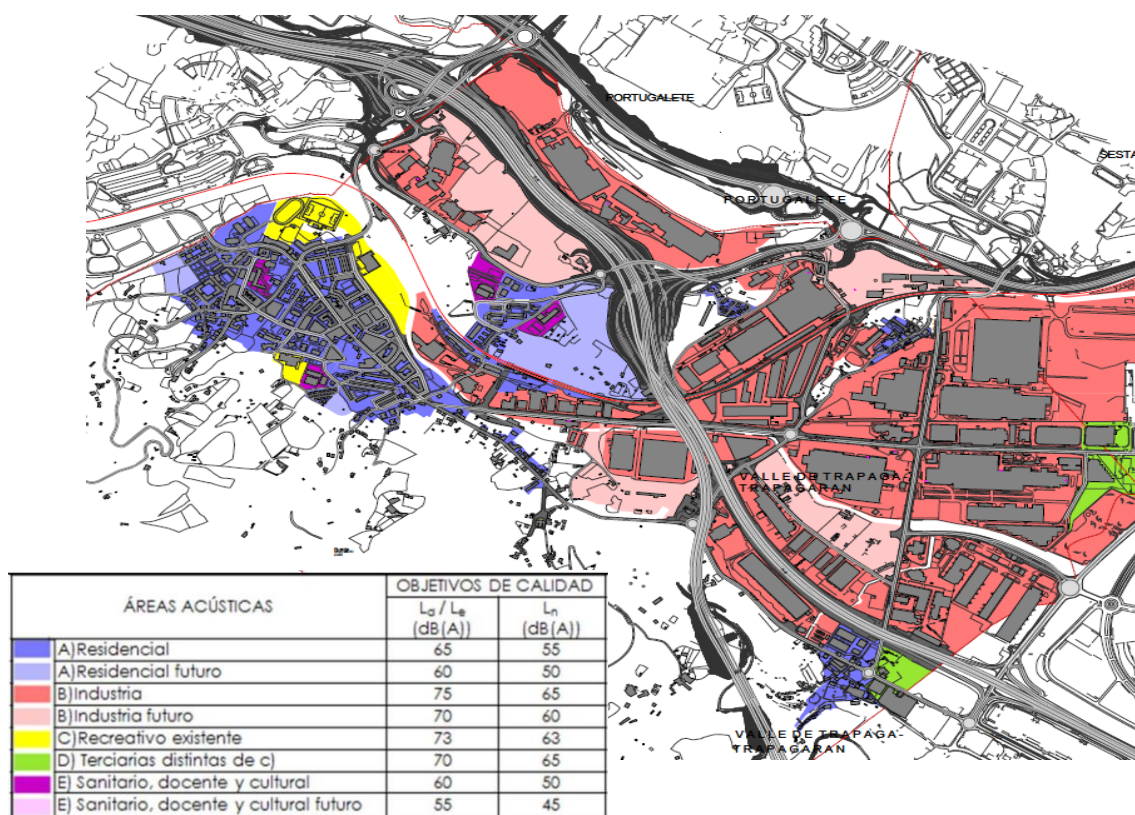 PORTUGALETE
SESTA
PORTUGALETE
VALLE DE TRAPAGA-
TRAPAGARAN
VALLE DE TRAPAGA-
TRAPAGARAN
ÁREAS ACÚSTICAS
OBJETIVOS DE CALIDAD
Ld / Le
(dB(A))
Ln
(dB(A))
A)Residencial 65 55
A)Residencial futuro 60 50
B)Industria 75 65
B)Industria futuro 70 60
C)Recreativo existente 73 63
D) Terciarias distintas de c) 70 65
E) Sanitario, docente y cultural 60 50
E) Sanitario, docente y cultural futuro 55 45